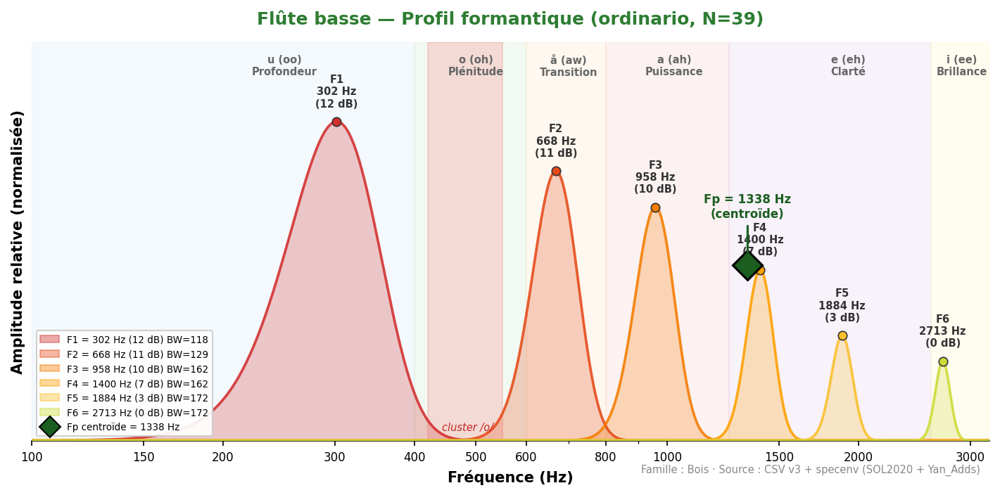 Flûte basse — Profil formantique (ordinario, N=39)
u (oo)
Profondeur
o (oh)
Plénitude
å (aw)
Transition
a (ah)
Puissance
e (eh)
Clarté
i (ee)
Brillance
F1
302 Hz
(12 dB)
F2
668 Hz
(11 dB)
F3
958 Hz
(10 dB)
Fp = 1338 Hz
(centroïde)
F4
1400 Hz
(7 dB)
F5
1884 Hz
(3 dB)
F6
2713 Hz
(0 dB)
Amplitude relative (normalisée)
F1 = 302 Hz (12 dB) BW=118
F2 = 668 Hz (11 dB) BW=129
F3 = 958 Hz (10 dB) BW=162
F4 = 1400 Hz (7 dB) BW=162
F5 = 1884 Hz (3 dB) BW=172
F6 = 2713 Hz (0 dB) BW=172
Fp centroïde = 1338 Hz
cluster /o/
100 150 200 300 400 500 600 800 1000 1500 2000 3000
Fréquence (Hz)
Famille : Bois · Source : CSV v3 + specenv (SOL2020 + Yan_Adds)